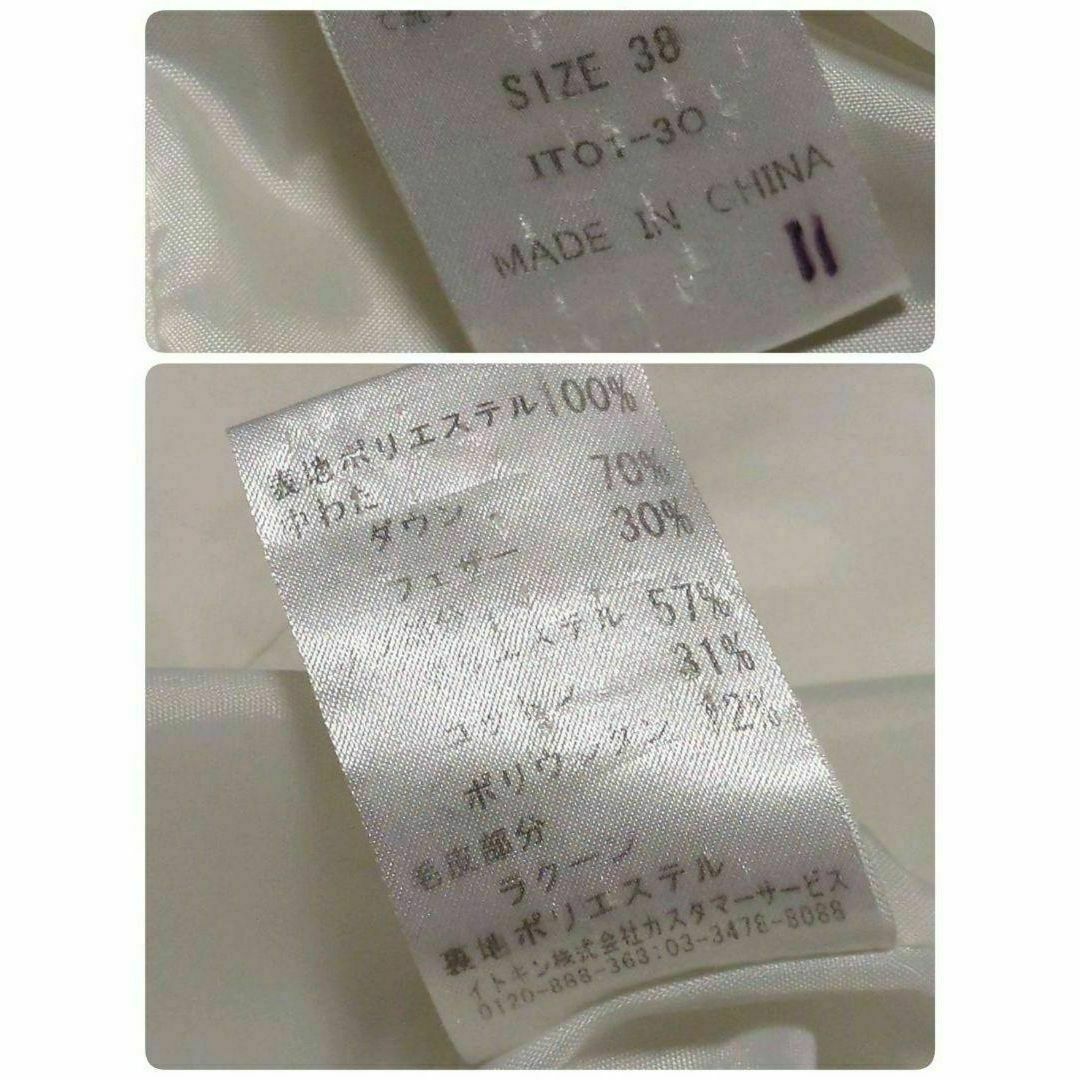 SIZE 38
IT01-30
MADE IN CHINA
11
表地ポリエステル100%
中わた
ダウン 70%
フェザー 30%
エステル 57%
31%
ポリウレタン 12%
毛皮部分
ラクーン
裏地ポリエステル
イトキン株式会社カスタマーサービス
0120-888-363:03-3478-8088